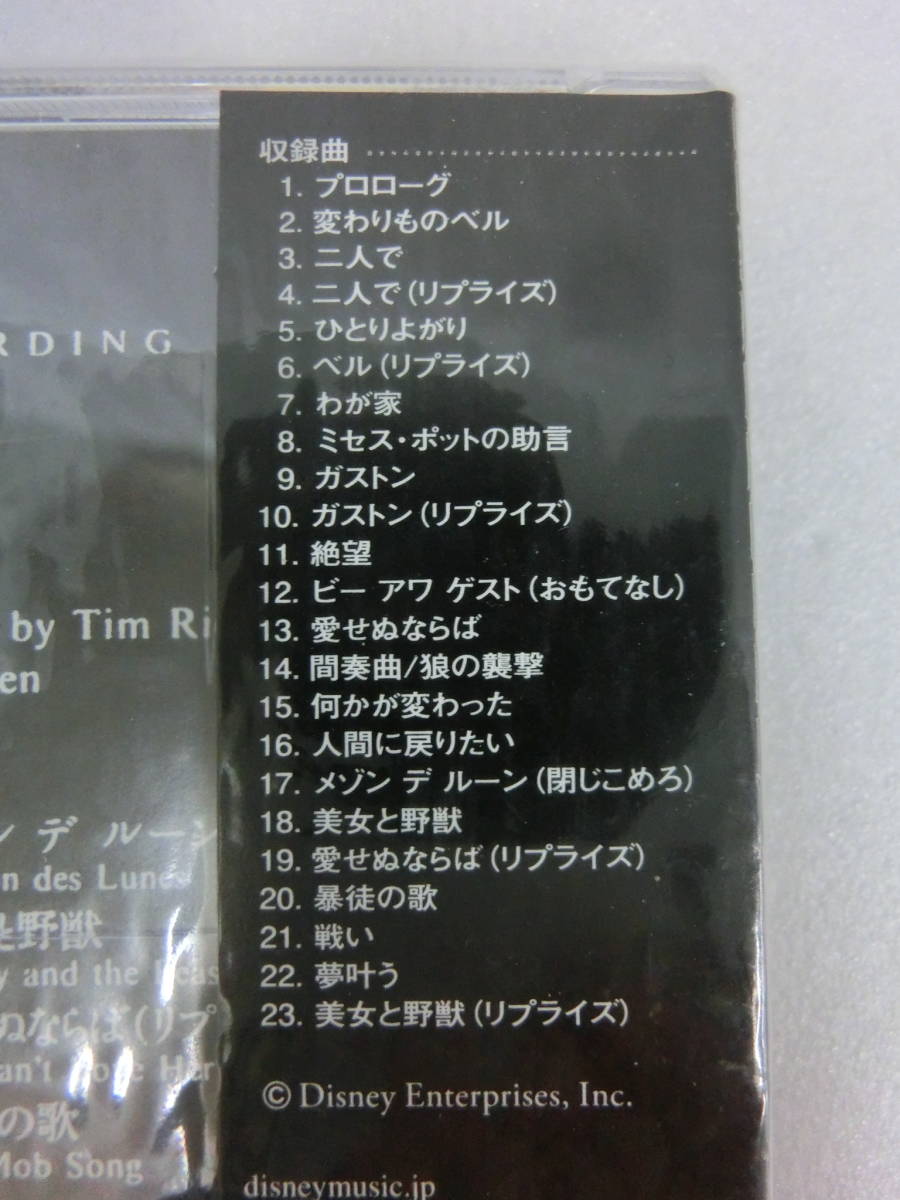 収録曲
1. プロローグ
2. 変わりものベル
3. 二人で
4. 二人で(リプライズ)
5. ひとりよがり
6. ベル(リプライズ)
7. わが家
8. ミセス・ポットの助言
9. ガストン
10. ガストン(リプライズ)
11. 絶望
12. ビー アワ ゲスト(おもてなし)
13. 愛せぬならば
14. 間奏曲/狼の襲撃
15. 何かが変わった
16. 人間に戻りたい
17. メゾン デ ルーン(閉じこめろ)
18. 美女と野獣
19. 愛せぬならば(リプライズ)
20. 暴徒の歌
21. 戦い
22. 夢叶う
23. 美女と野獣(リプライズ)
© Disney Enterprises, Inc.
disneymusic.jp
RDING
by Tim Ri
en
ン デ ルーン
n des Lunes
と野獣
y and the Beas
ぬならば(リプ
an't Love Her
の歌
Mob Song